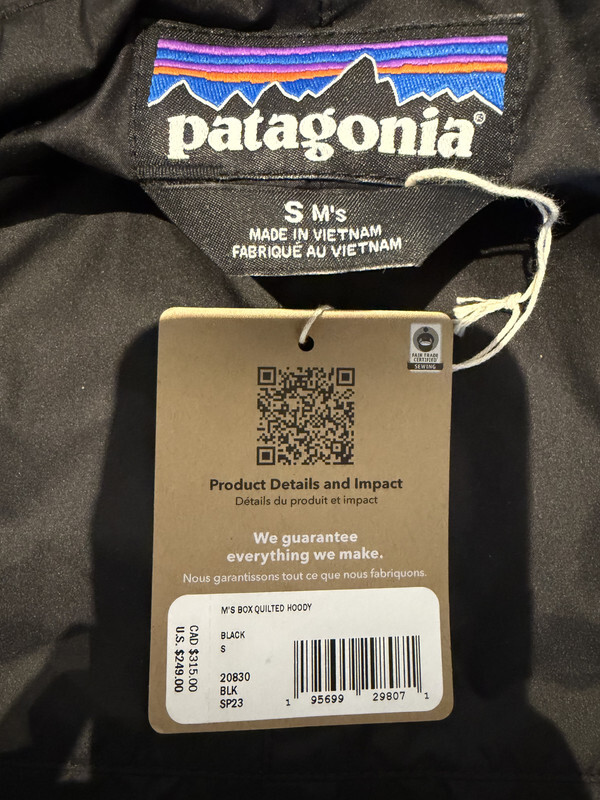 patagonia®
S M's
MADE IN VIETNAM
FABRIQUÉ AU VIETNAM
FAIR TRADE
CERTIFIED
SEWING
Product Details and Impact
Détails du produit et impact
We guarantee
everything we make.
Nous garantissons tout ce que nous fabriquons.
M'S BOX QUILTED HOODY
BLACK
S
20830
BLK
SP23
CAD $315.00
U.S. $249.00
1 95699 29807 1